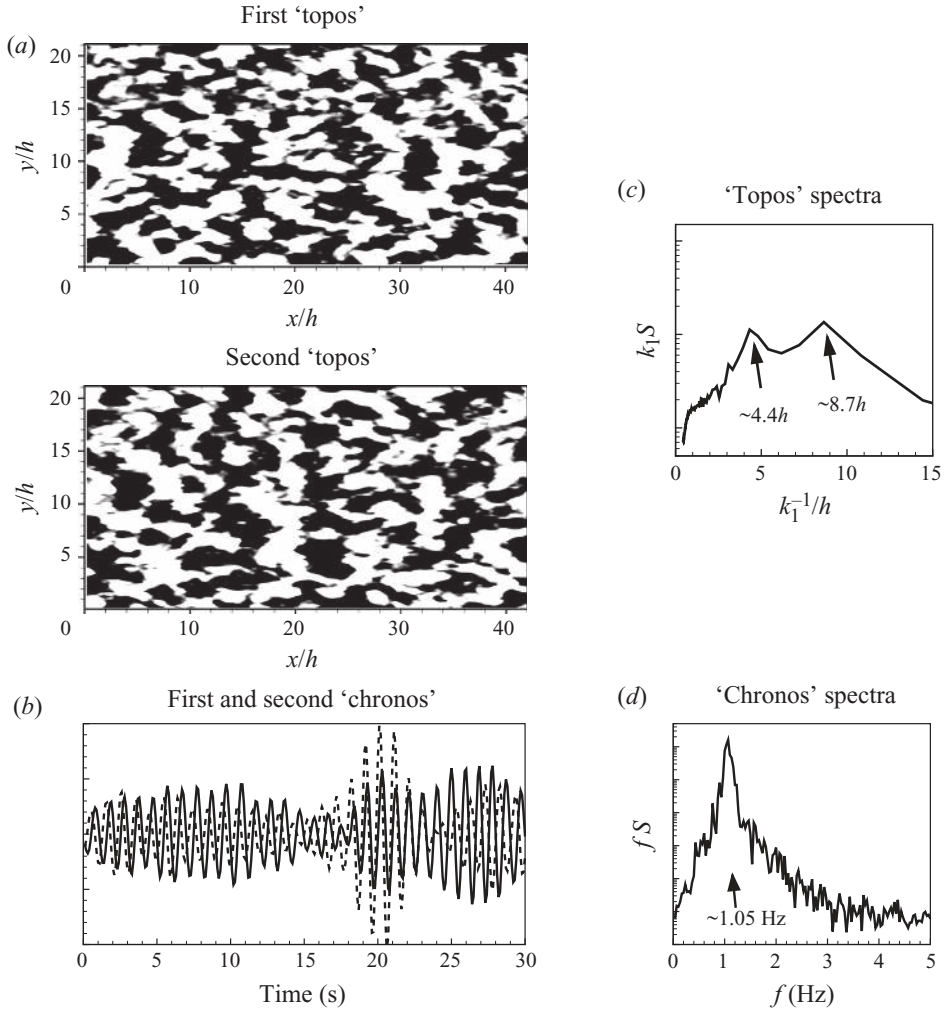 First ‘topos’
(a)
20
15
10
5
0
10
20
30
40
y/h
x/h
Second ‘topos’
20
15
10
5
0
10
20
30
40
y/h
x/h
(b)
First and second ‘chronos’
0
5
10
15
20
25
30
Time (s)
(c)
‘Topos’ spectra
k₁S
~4.4h
~8.7h
0
5
10
15
k₁⁻¹/h
(d)
‘Chronos’ spectra
f S
~1.05 Hz
0
1
2
3
4
5
f (Hz)